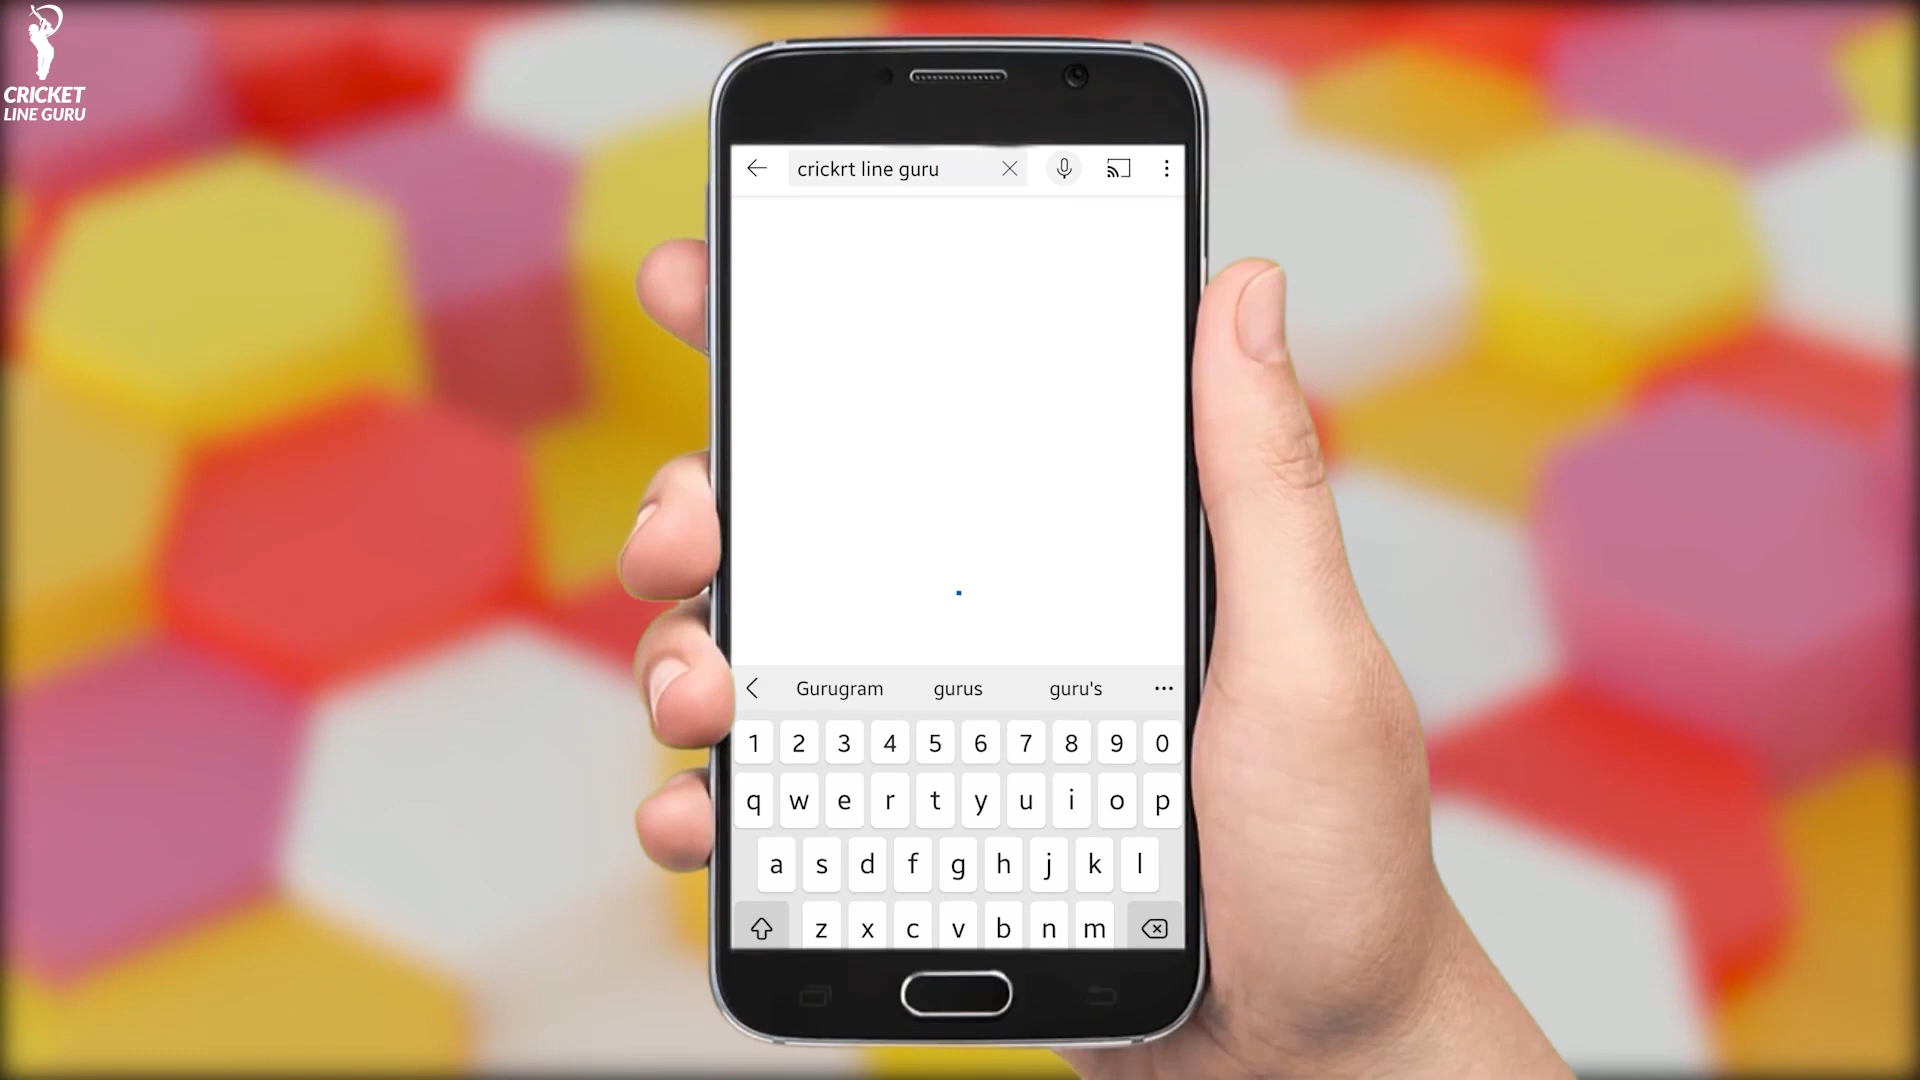 CRICKET
LINE GURU
crickrt line guru
Gurugram gurus guru's
1 2 3 4 5 6 7 8 9 0
q w e r t y u i o p
a s d f g h j k l
z x c v b n m